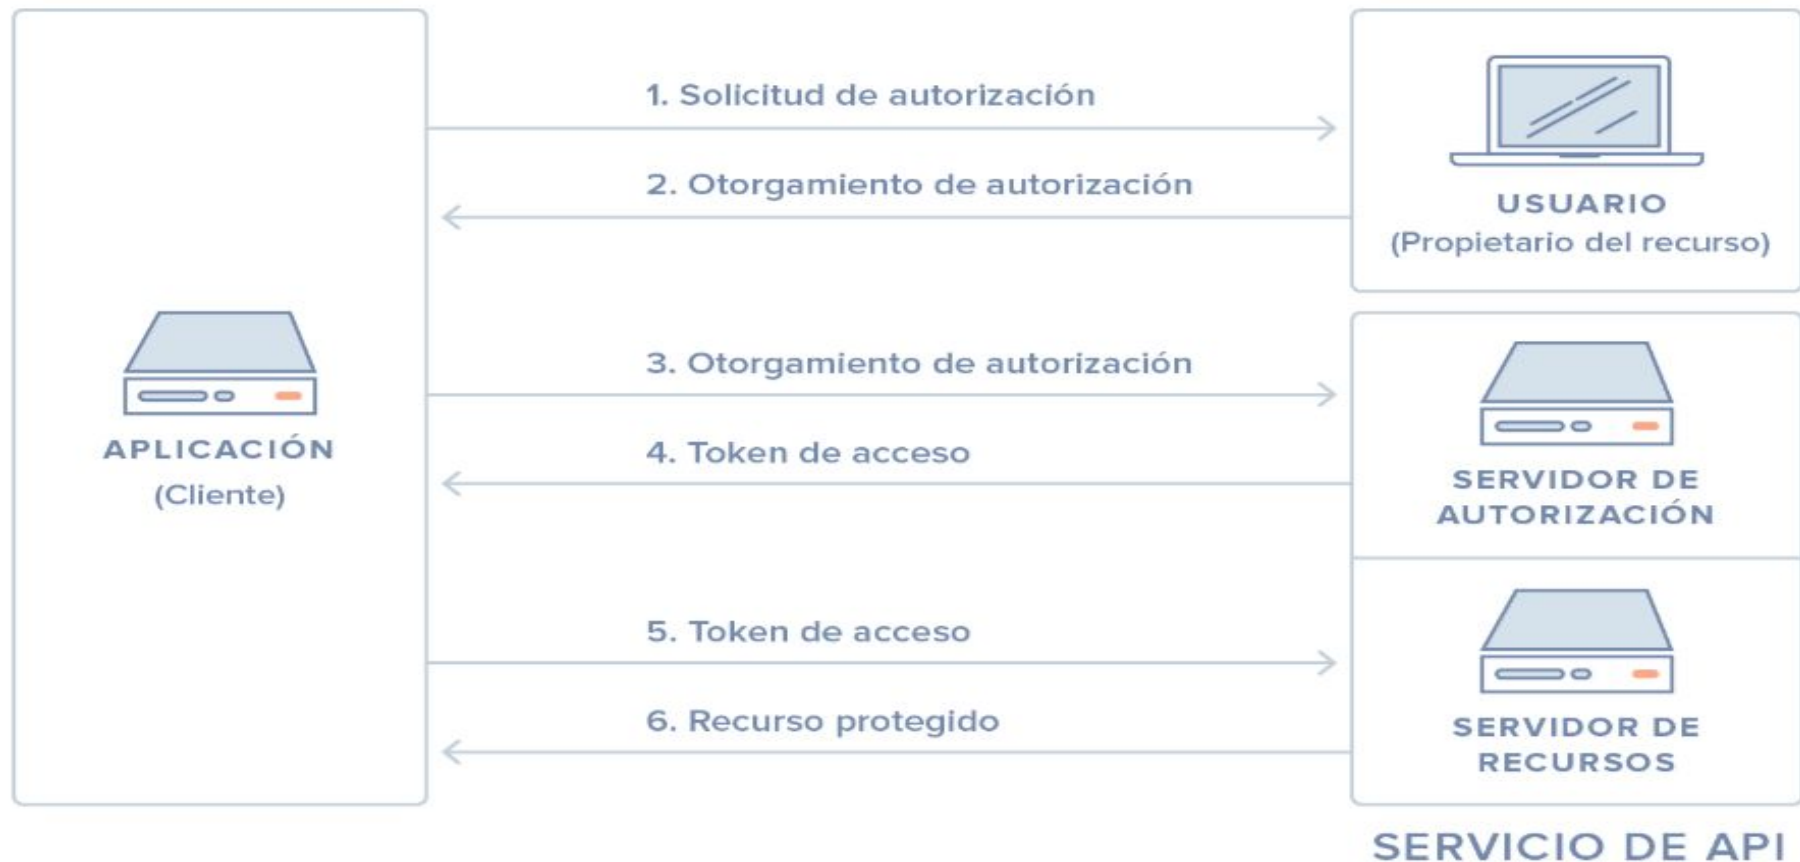 1. Solicitud de autorización
2. Otorgamiento de autorización
USUARIO
(Propietario del recurso)
3. Otorgamiento de autorización
4. Token de acceso
APLICACIÓN
(Cliente)
SERVIDOR DE
AUTORIZACIÓN
5. Token de acceso
6. Recurso protegido
SERVIDOR DE
RECURSOS
SERVICIO DE API